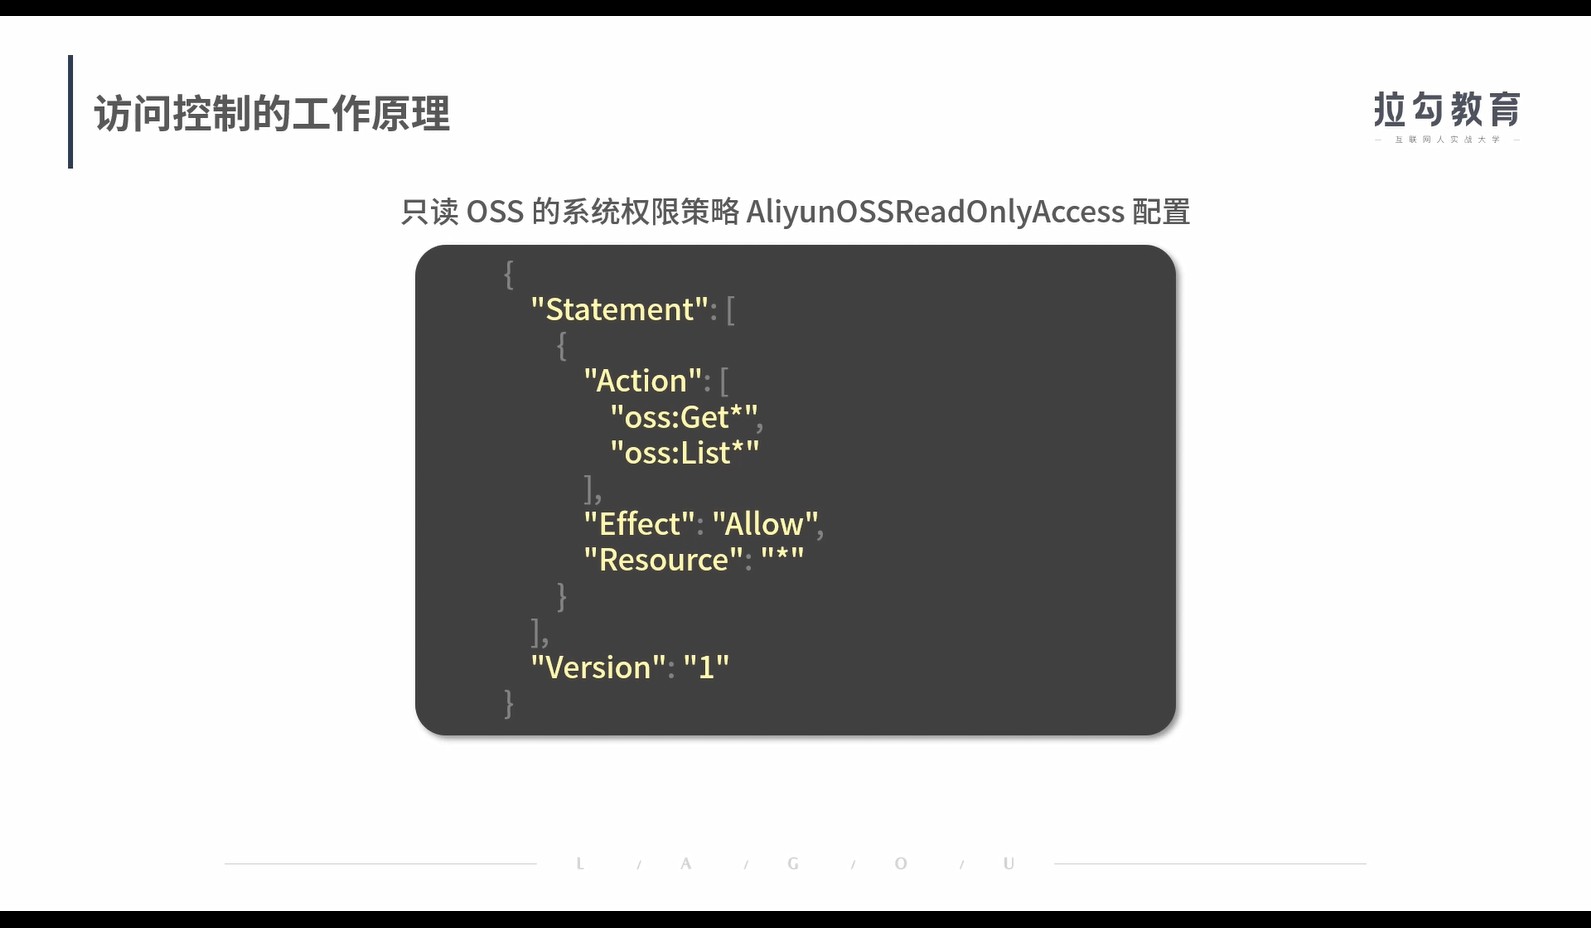 访问控制的工作原理
拉勾教育
— 互联网人实战大学 —
只读 OSS 的系统权限策略 AliyunOSSReadOnlyAccess 配置
{
"Statement": [
{
"Action": [
"oss:Get*",
"oss:List*"
],
"Effect": "Allow",
"Resource": "*"
}
],
"Version": "1"
}
L / A / G / O / U